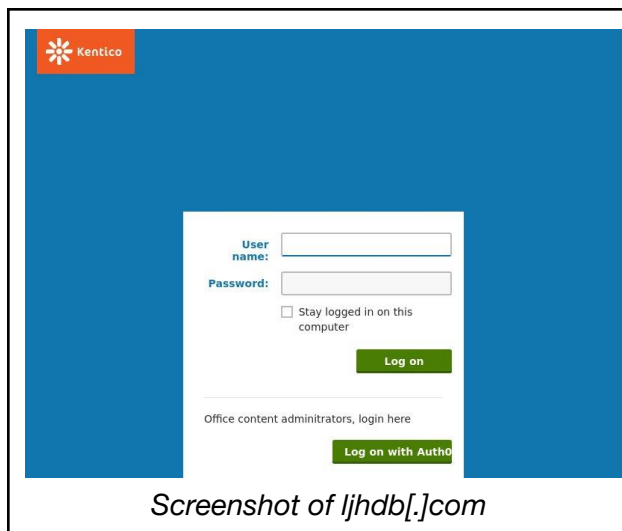 Kentico
User
name:
Password:
Stay logged in on this
computer
Log on
Office content adminitrators, login here
Log on with Auth0
Screenshot of ljhdb[.]com